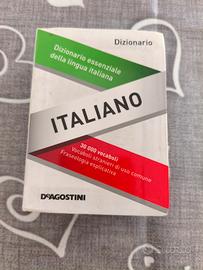 Dizionario
Dizionario essenziale
della lingua italiana
ITALIANO
30 000 vocaboli
Vocaboli stranieri di uso comune
Fraseologia esplicativa
DEAGOSTINI